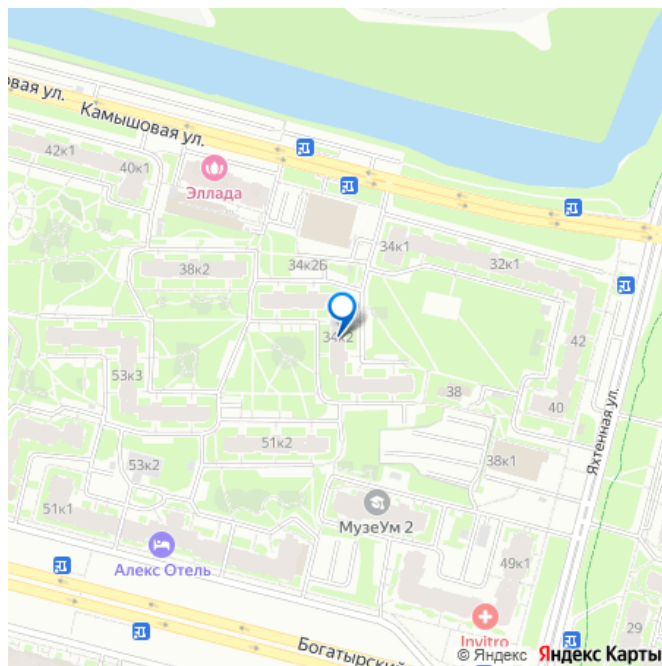 овая ул.
Камышовая ул.
42к1
40к1
Эллада
34к1
34к2Б
38к2
32к1
34к2
42
53к3
38
40
Яхтенная ул.
51к2
53к2
38к1
51к1
МузеУм 2
Алекс Отель
49к1
Invitro
29
Богатырский
© Яндекс Яндекс Карты